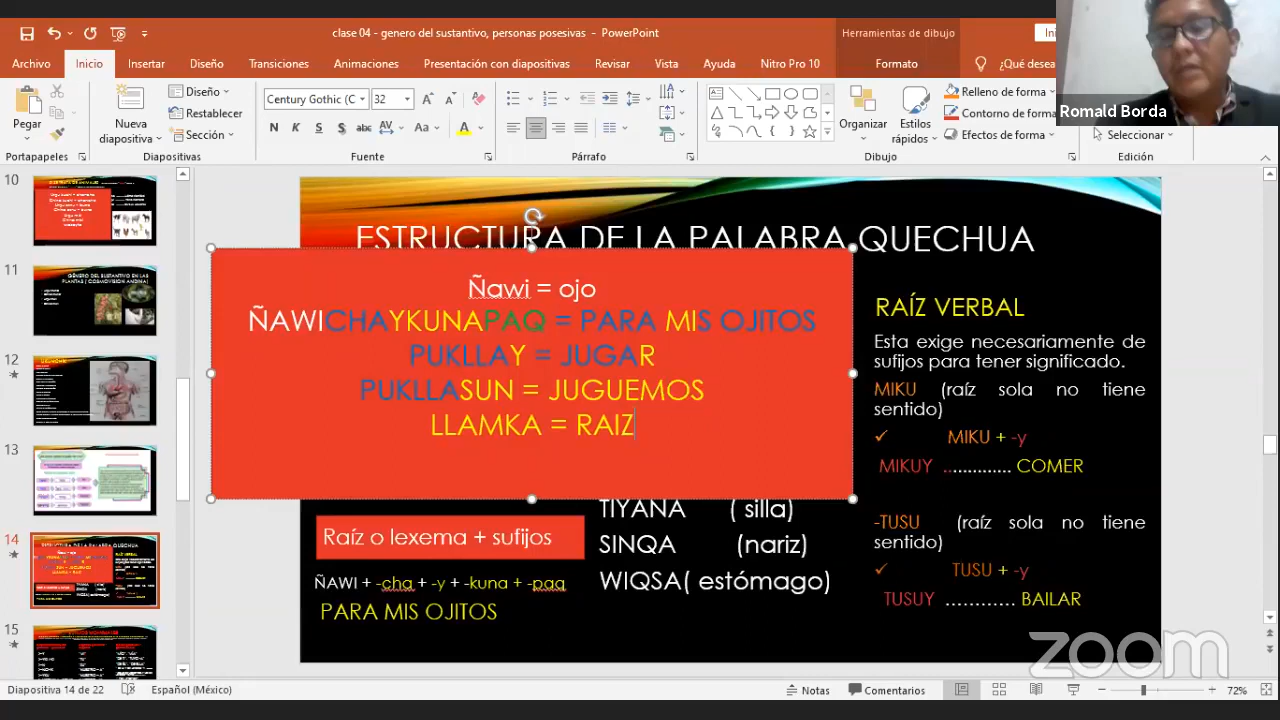 clase 04 - genero del sustantivo, personas posesivas - PowerPoint
Herramientas de dibujo
Archivo Inicio Insertar Diseño Transiciones Animaciones Presentación con diapositivas Revisar Vista Ayuda Nitro Pro 10 Formato ¿Qué desea
Romald Borda
Pegar
Nueva diapositiva
Diseño
Restablecer
Sección
Century Gothic (C 32
N K S abc AV Aa A
Organizar
Estilos rápidos
Relleno de forma
Contorno de forma
Efectos de forma
Seleccionar
Portapapeles Diapositivas Fuente Párrafo Dibujo Edición
10
11
12
13
14
15
ESTRUCTURA DE LA PALABRA QUECHUA
Ñawi = ojo
ÑAWICHAYKUNAPAQ = PARA MIS OJITOS
PUKLLAY = JUGAR
PUKLLASUN = JUGUEMOS
LLAMKA = RAIZ
Raíz o lexema + sufijos
ÑAWI + -cha + -y + -kuna + -paq
PARA MIS OJITOS
TIYANA ( silla)
SINQA (nariz)
WIQSA( estómago)
RAÍZ VERBAL
Esta exige necesariamente de sufijos para tener significado.
MIKU (raíz sola no tiene sentido)
✓ MIKU + -y
MIKUY ............. COMER
-TUSU (raíz sola no tiene sentido)
✓ TUSU + -y
TUSUY ............ BAILAR
zoom
Diapositiva 14 de 22 Español (México) Notas Comentarios 72%